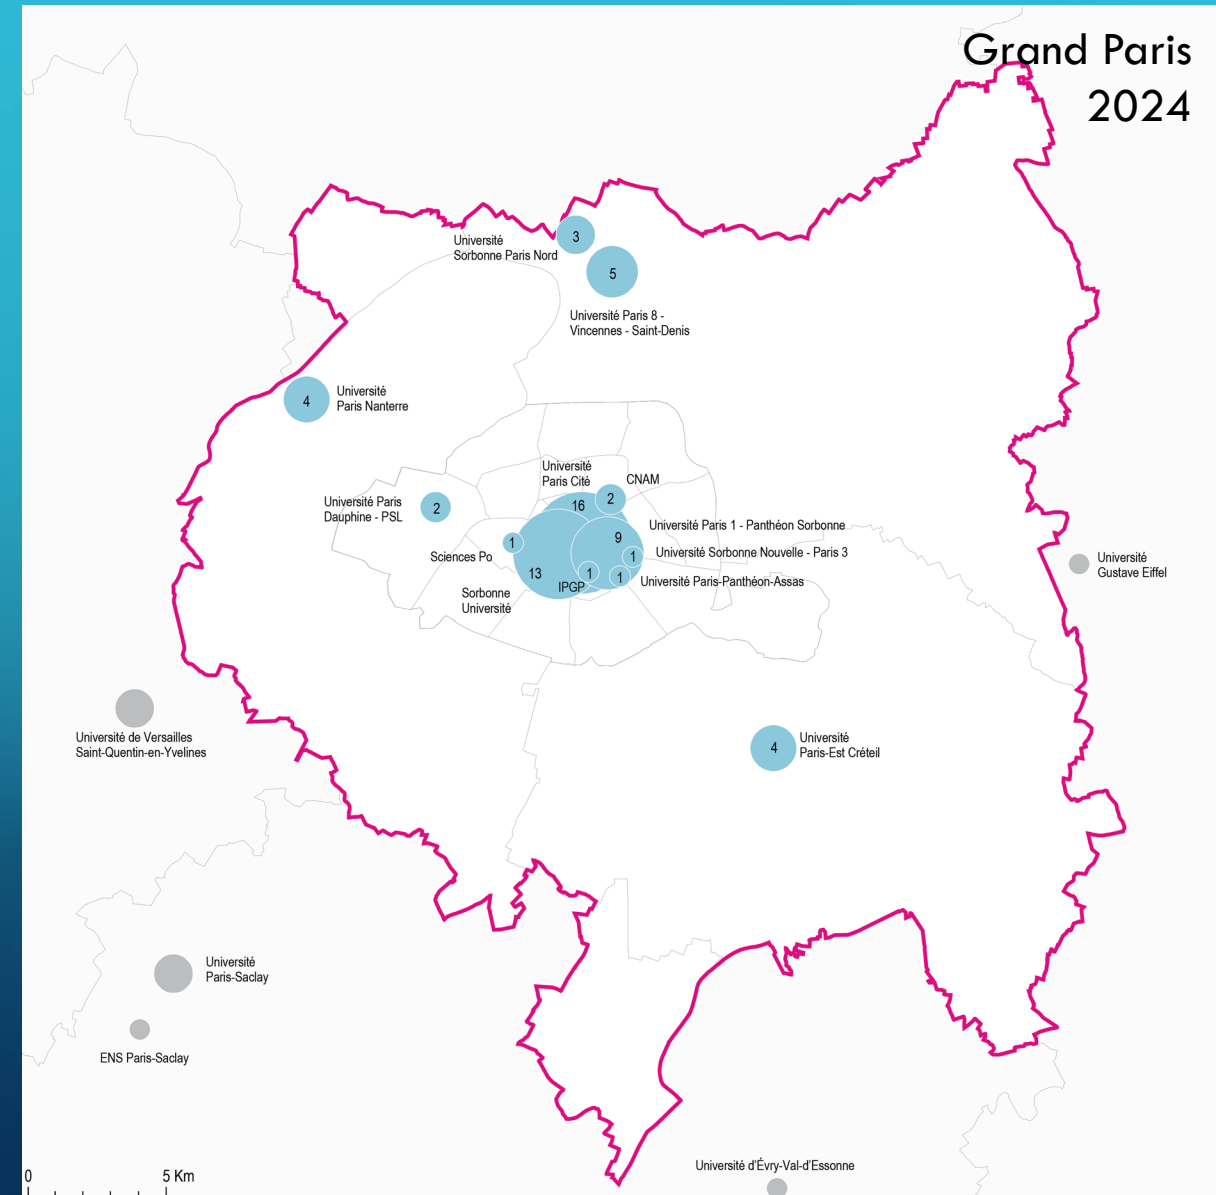 Grand Paris
2024
3
Université
Sorbonne Paris Nord
5
Université Paris 8 -
Vincennes - Saint-Denis
4
Université
Paris Nanterre
Université
Paris Cité
CNAM
16
2
Université Paris
Dauphine - PSL
2
Université Paris 1 - Panthéon Sorbonne
9
1
Sciences Po
1
Université Sorbonne Nouvelle - Paris 3
13
1
IPGP
1
Université Paris-Panthéon-Assas
Sorbonne
Université
Université
Gustave Eiffel
Université de Versailles
Saint-Quentin-en-Yvelines
4
Université
Paris-Est Créteil
Université
Paris-Saclay
ENS Paris-Saclay
Université d'Évry-Val-d'Essonne
0
5 Km